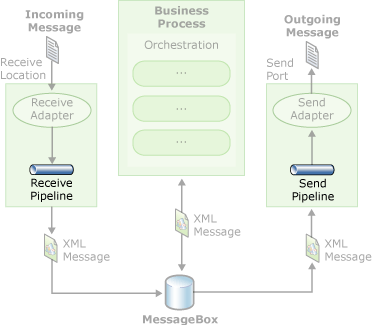 Incoming
Message
Receive
Location
Receive
Adapter
Receive
Pipeline
XML
Message
Business
Process
Orchestration
...
...
...
XML
Message
MessageBox
Outgoing
Message
Send
Port
Send
Adapter
Send
Pipeline
XML
Message